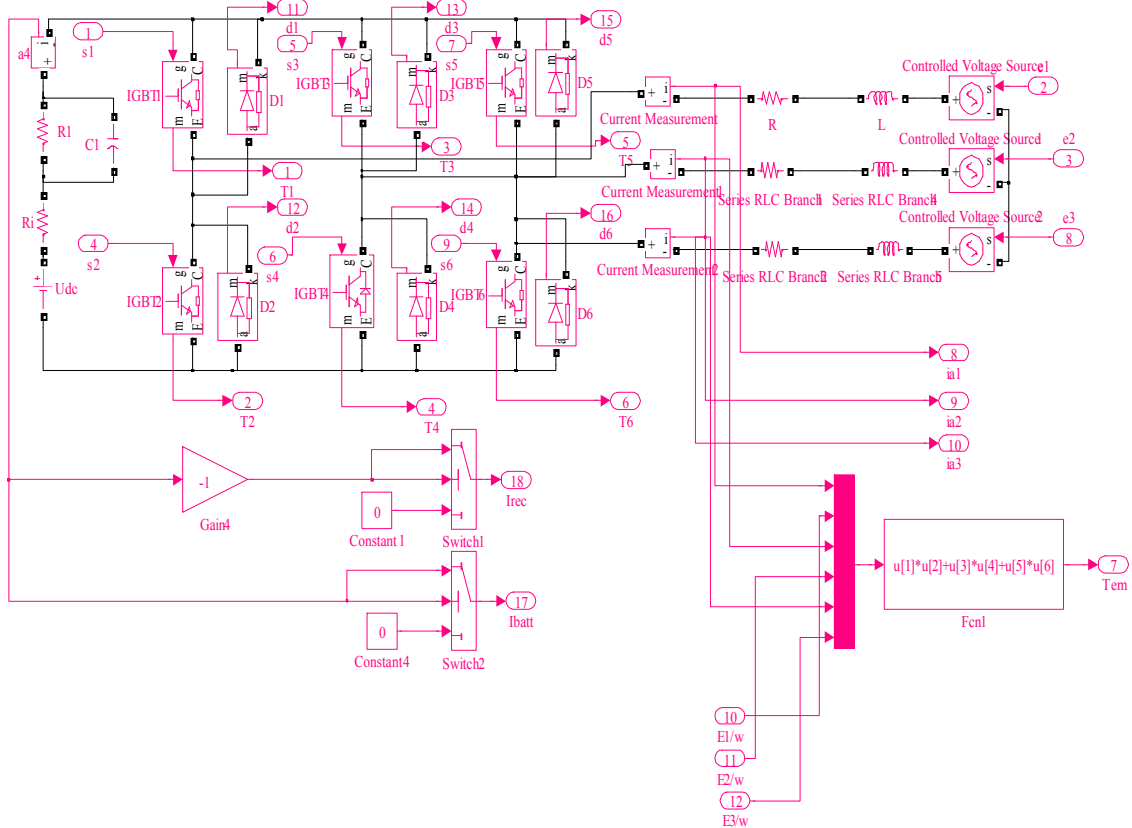 1
s1
11
d1
13
d3
15
d5
5
s3
7
s5
a4
i
+
g
C
IGBT1
m
E
m
k
D1
a
g
C
IGBT3
m
E
m
k
D3
a
g
C
IGBT5
m
E
m
k
D5
a
R1
C1
Ri
Udc
+
1
T1
3
T3
5
T5
12
d2
14
d4
16
d6
4
s2
6
s4
9
s6
g
C
IGBT2
m
E
m
k
D2
a
g
C
IGBT4
m
E
m
k
D4
a
g
C
IGBT6
m
E
m
k
D6
a
2
T2
4
T4
6
T6
+
i
-
Current Measurement
R
L
Controlled Voltage Source
e1
+
s
-
2
+
i
-
Current Measurement1
Series RLC Branch1
Series RLC Branch4
Controlled Voltage Source1
e2
+
s
-
3
+
i
-
Current Measurement2
Series RLC Branch2
Series RLC Branch5
Controlled Voltage Source2
e3
+
s
-
8
8
ia1
9
ia2
10
ia3
-1
Gain4
0
Constant1
Switch1
18
Irec
0
Constant4
Switch2
17
Ibatt
u[1]*u[2]+u[3]*u[4]+u[5]*u[6]
Fcn1
7
Tem
10
E1/w
11
E2/w
12
E3/w